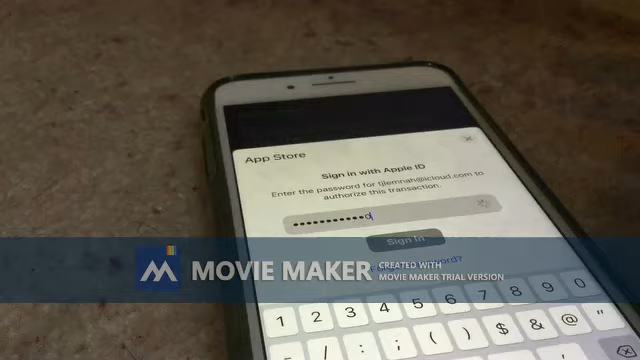 App Store
Sign in with Apple ID
Enter the password for tjlemnah@icloud.com to
authorize this transaction.
Sign In
password?
MOVIE MAKER
CREATED WITH
MOVIE MAKER TRIAL VERSION
1 2 3 4 5 6 7 8 9 0
- / : ; ( ) $ & @ "